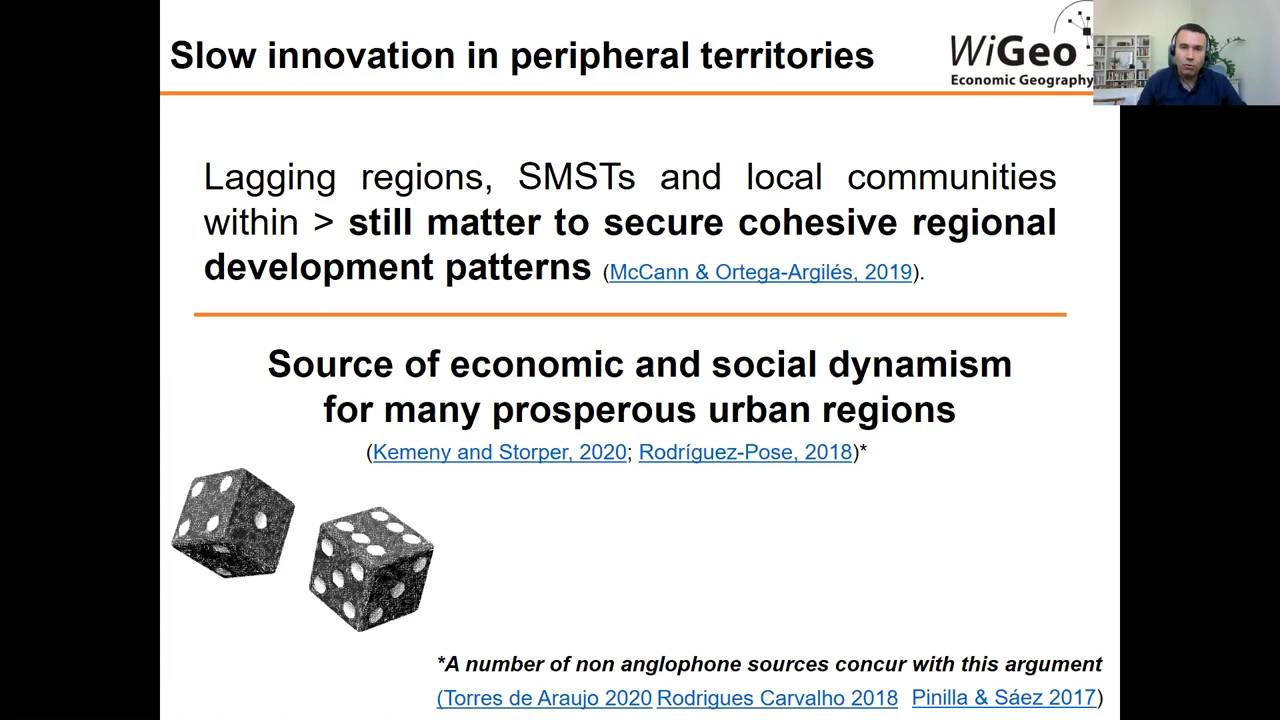 Slow innovation in peripheral territories
WiGeo
Economic Geography
Lagging regions, SMSTs and local communities
within > still matter to secure cohesive regional
development patterns (McCann & Ortega-Argilés, 2019).
Source of economic and social dynamism
for many prosperous urban regions
(Kemeny and Storper, 2020; Rodríguez-Pose, 2018)*
*A number of non anglophone sources concur with this argument
(Torres de Araujo 2020 Rodrigues Carvalho 2018 Pinilla & Sáez 2017)